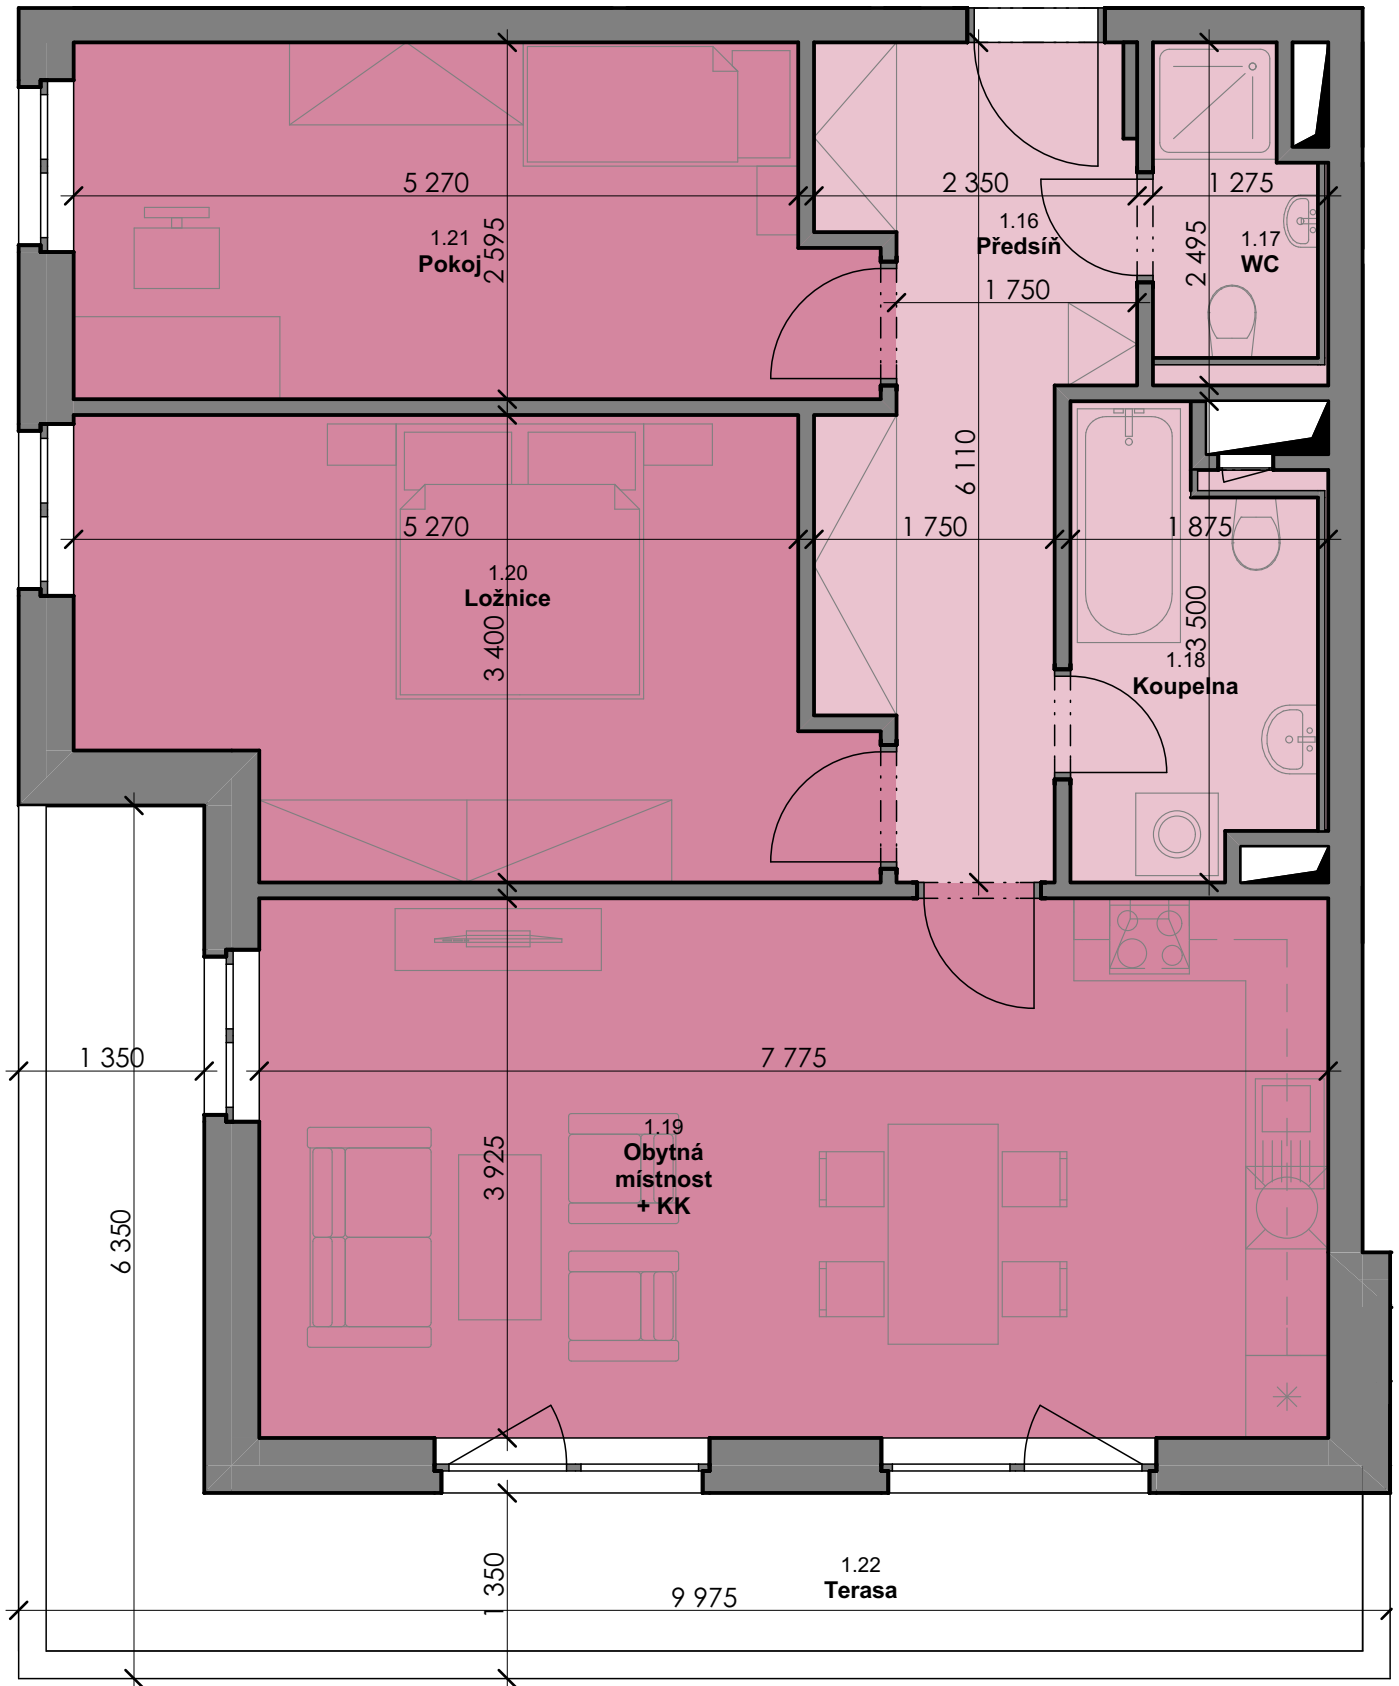 5 270
2 350
1 275
1.21
Pokoj
2 595
1.16
Předsíň
2 495
1.17
WC
1 750
6 110
5 270
1 750
1 875
1.20
Ložnice
3 400
3 500
1.18
Koupelna
1 350
7 775
1.19
Obytná
místnost
+ KK
3 925
6 350
1 350
1.22
Terasa
9 975